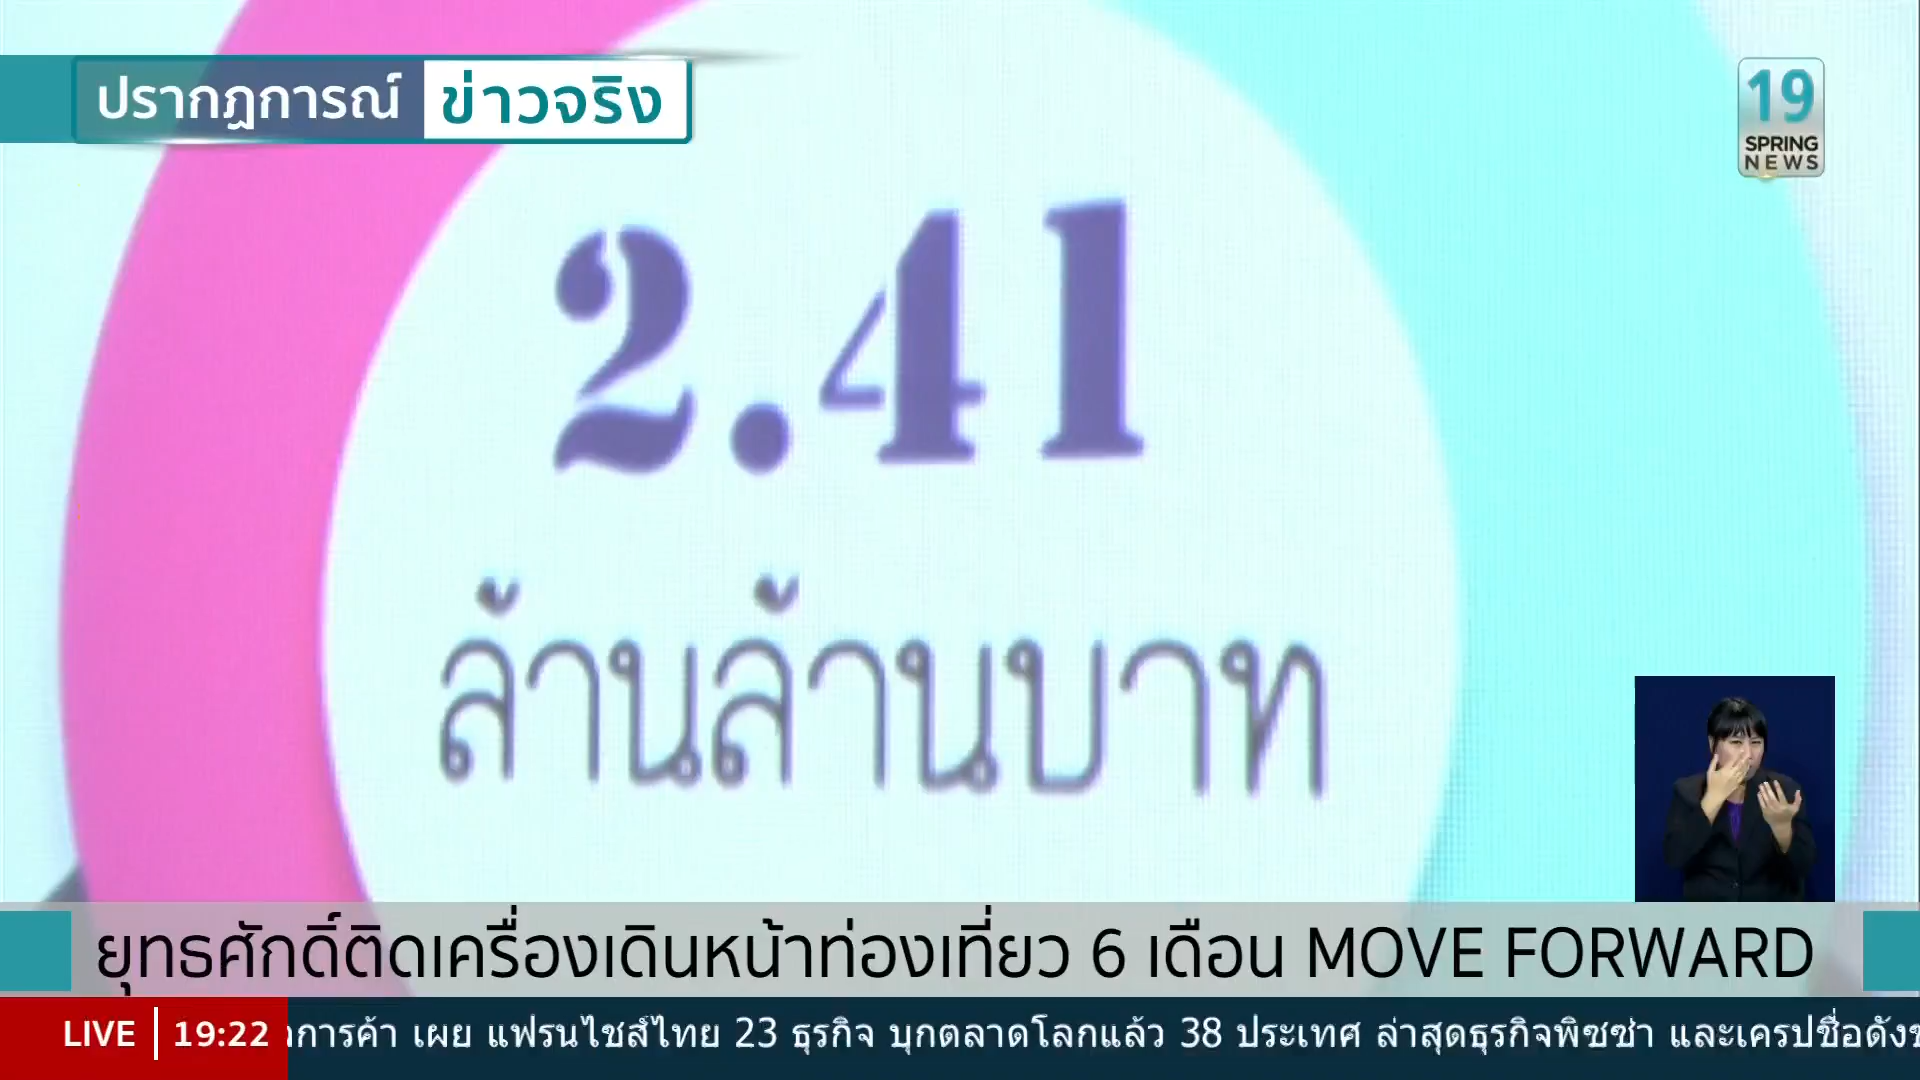 ปรากฏการณ์ ข่าวจริง
19
SPRING
NEWS
2.41
ล้านล้านบาท
ยุทธศักดิ์ติดเครื่องเดินหน้าท่องเที่ยว 6 เดือน MOVE FORWARD
LIVE 19:22 การค้า เผย แฟรนไชส์ไทย 23 ธุรกิจ บุกตลาดโลกแล้ว 38 ประเทศ ล่าสุดธุรกิจพิซซ่า และเครปชื่อดัง